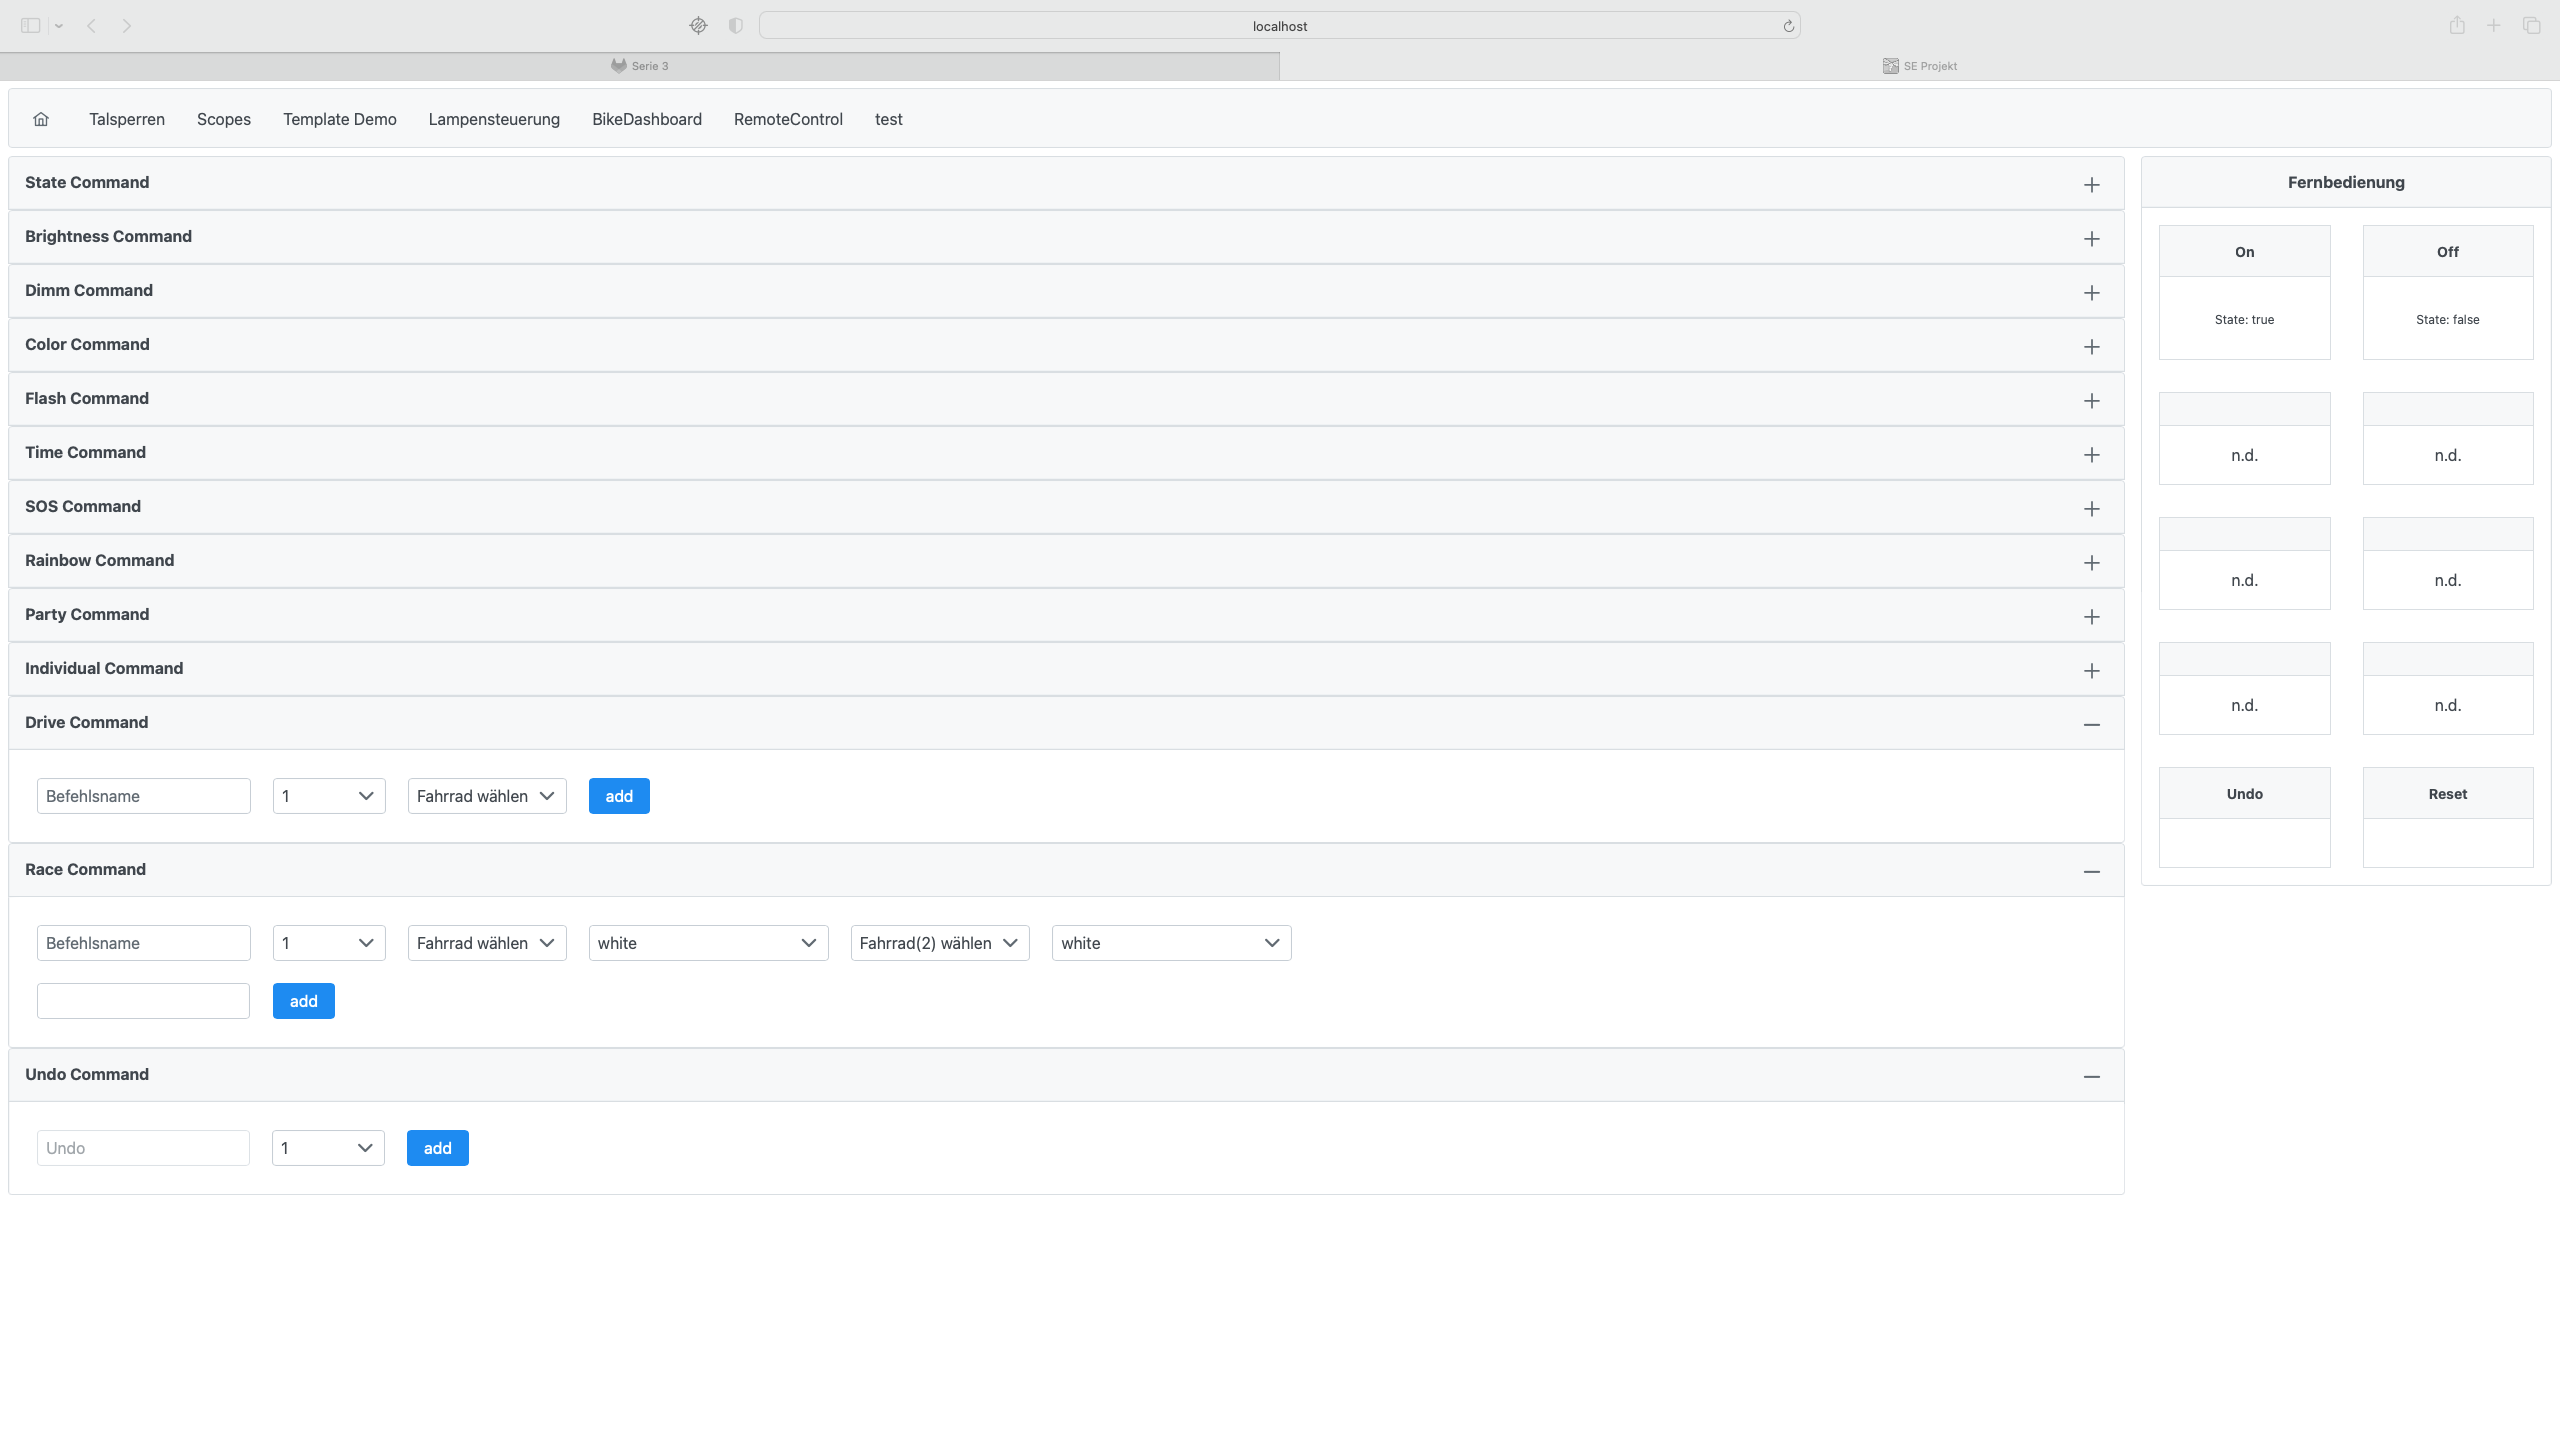 localhost
Serie 3
SE Projekt
Talsperren Scopes Template Demo Lampensteuerung BikeDashboard RemoteControl test
State Command
Brightness Command
Dimm Command
Color Command
Flash Command
Time Command
SOS Command
Rainbow Command
Party Command
Individual Command
Drive Command
Befehlsname 1 Fahrrad wählen add
Race Command
Befehlsname 1 Fahrrad wählen white Fahrrad(2) wählen white
add
Undo Command
Undo 1 add
Fernbedienung
On Off
State: true State: false
n.d. n.d.
n.d. n.d.
n.d. n.d.
Undo Reset